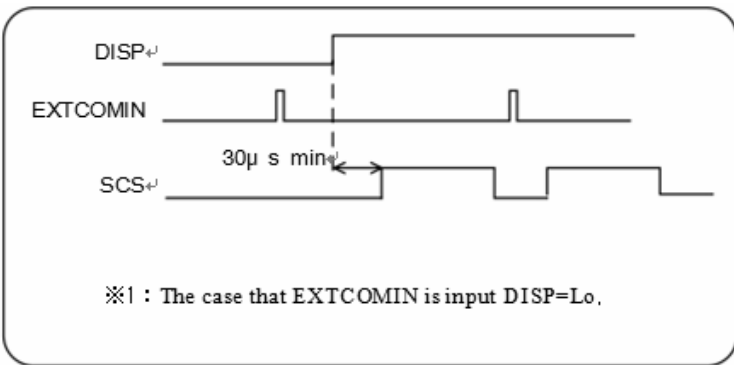 DISP↵
EXTCOMIN
30μ s min↵
SCS↵
※1：The case that EXTCOMIN is input DISP=Lo.